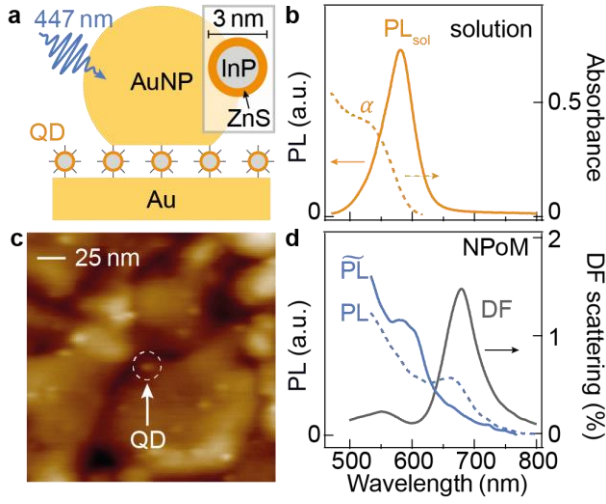 a
447 nm
AuNP
3 nm
InP
ZnS
QD
Au
b
PLsol
solution
α
PL (a.u.)
0
0.5
0
Absorbance
c
25 nm
QD
d
NPoM
P͂L
PL
DF
PL (a.u.)
0
2
1
0
DF scattering (%)
500 600 700 800
Wavelength (nm)